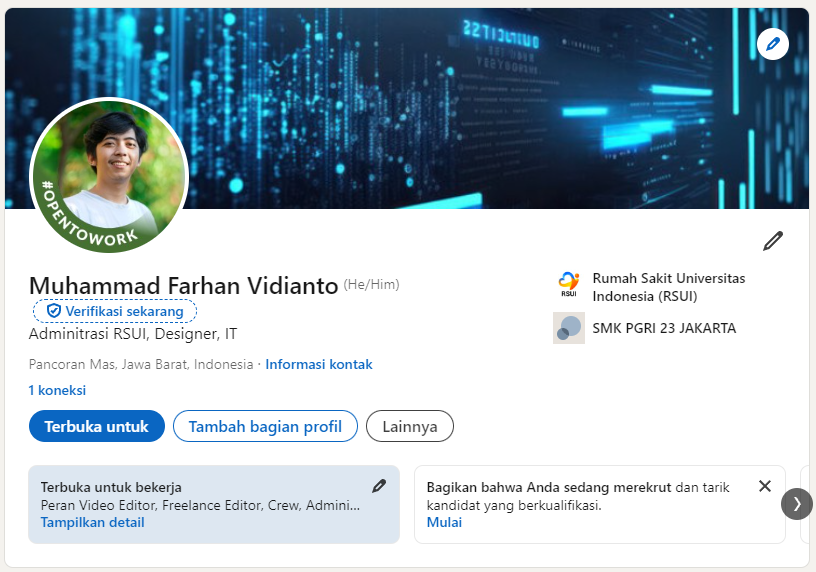 #OPENTOWORK
Muhammad Farhan Vidianto (He/Him)
Verifikasi sekarang
Adminitrasi RSUI, Designer, IT
Pancoran Mas, Jawa Barat, Indonesia · Informasi kontak
1 koneksi
Terbuka untuk
Tambah bagian profil
Lainnya
RSUI
Rumah Sakit Universitas
Indonesia (RSUI)
SMK PGRI 23 JAKARTA
Terbuka untuk bekerja
Peran Video Editor, Freelance Editor, Crew, Admini...
Tampilkan detail
Bagikan bahwa Anda sedang merekrut dan tarik
kandidat yang berkualifikasi.
Mulai